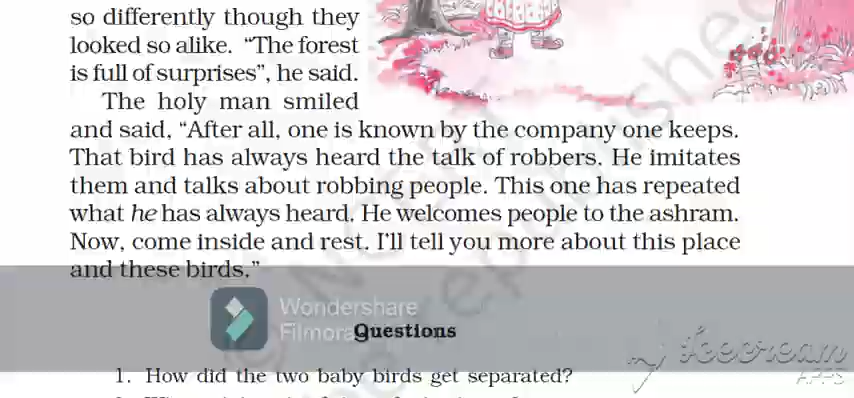 so differently though they
looked so alike. “The forest
is full of surprises”, he said.
The holy man smiled
and said, “After all, one is known by the company one keeps.
That bird has always heard the talk of robbers. He imitates
them and talks about robbing people. This one has repeated
what he has always heard. He welcomes people to the ashram.
Now, come inside and rest. I’ll tell you more about this place
and these birds.”
Wondershare
Filmora
Questions
Icecream
APPS
1. How did the two baby birds get separated?